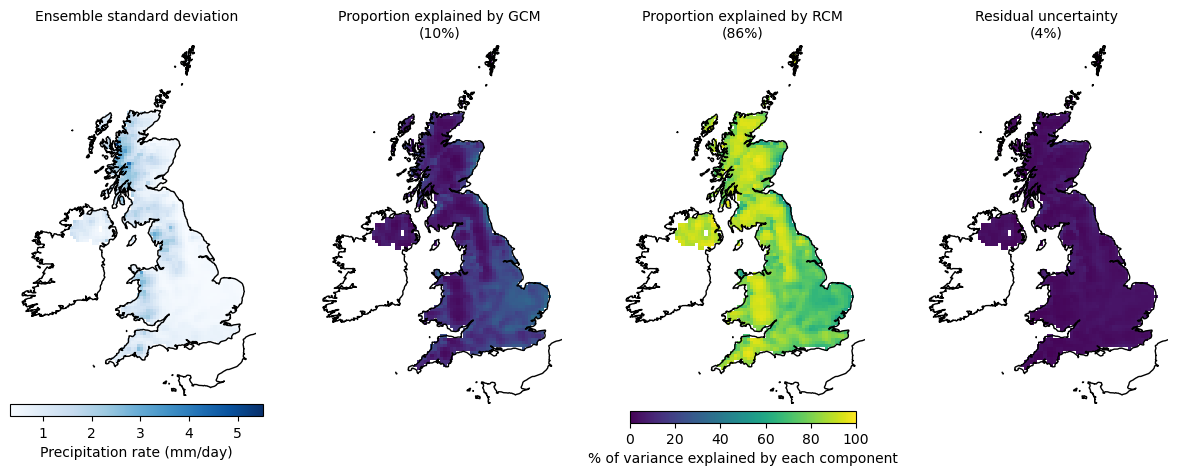 Ensemble standard deviation
Proportion explained by GCM
(10%)
Proportion explained by RCM
(86%)
Residual uncertainty
(4%)
1 2 3 4 5
Precipitation rate (mm/day)
0 20 40 60 80 100
% of variance explained by each component